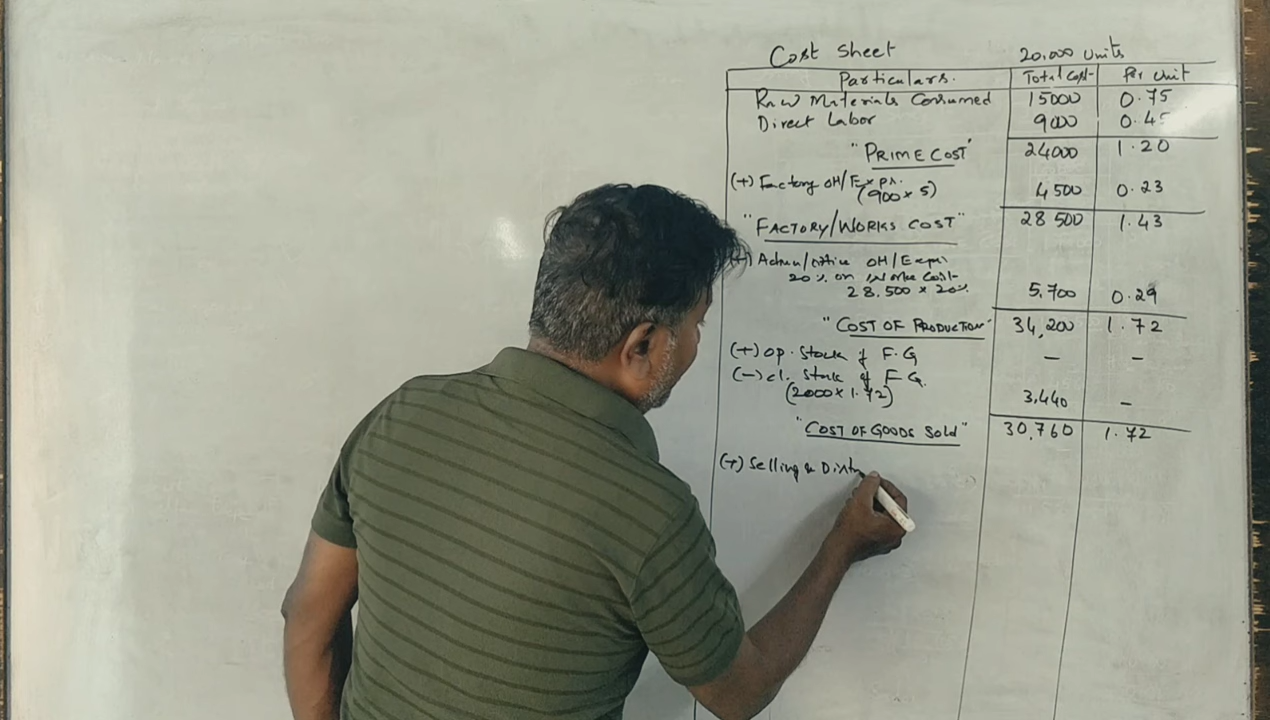 Cost Sheet 20,000 units
Particulars. Total Cost Per Unit
Raw Materials Consumed 15000 0.75
Direct Labor 9000 0.45
"PRIME COST" 24000 1.20
(+) Factory OH/Expn.
(900 x 5) 4500 0.23
"FACTORY/WORKS COST" 28500 1.43
(+) Admn/office OH/Expn
20% on Works Cost
28.500 x 20% 5,700 0.29
"COST OF PRODUCTION" 34,200 1.72
(+) op. Stock of F.G — —
(-) cl. Stock of F G.
(2000 x 1.72) 3,440 —
"COST OF GOODS Sold" 30,760 1.72
(+) Selling & Distr